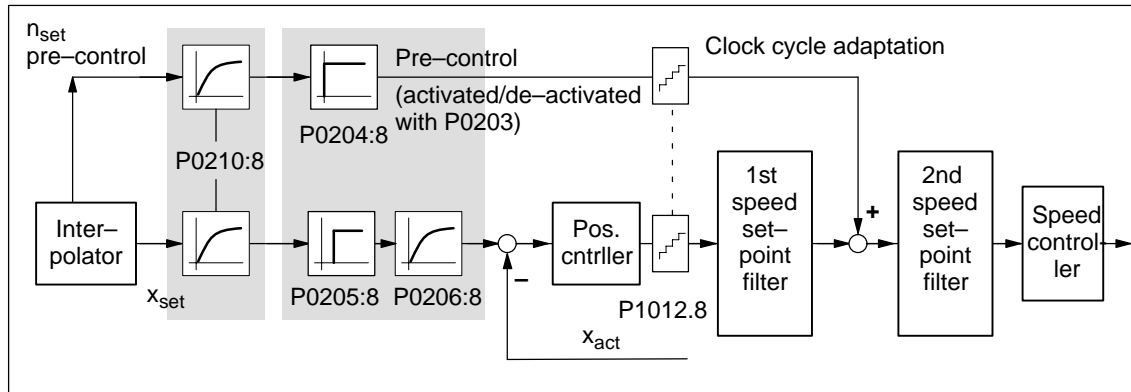 n_set
pre–control
Pre–control
(activated/de–activated
with P0203)
Clock cycle adaptation
P0204:8
P0210:8
Inter–
polator
x_set
P0205:8
P0206:8
–
Pos.
cntrller
x_act
P1012.8
1st
speed
set–
point
filter
+
2nd
speed
set–
point
filter
Speed
control
ler